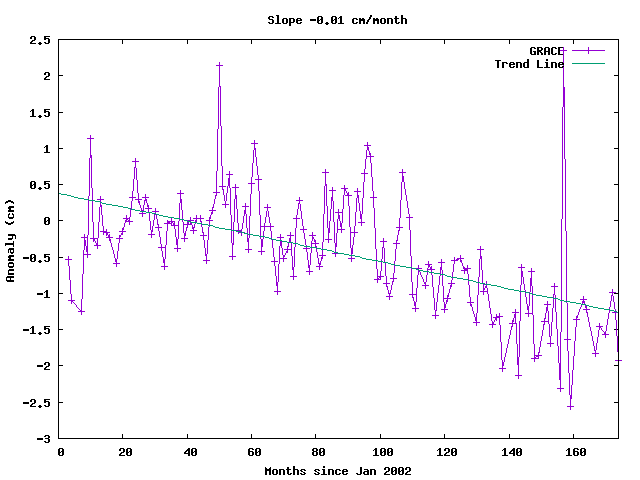 Slope -0.01 cm/month
GRACE
Trend Line
2.5
2
1.5
1
0.5
0
-0.5
-1
-1.5
-2
-2.5
-3
Anomaly (cm)
0 20 40 60 80 100 120 140 160
Months since Jan 2002